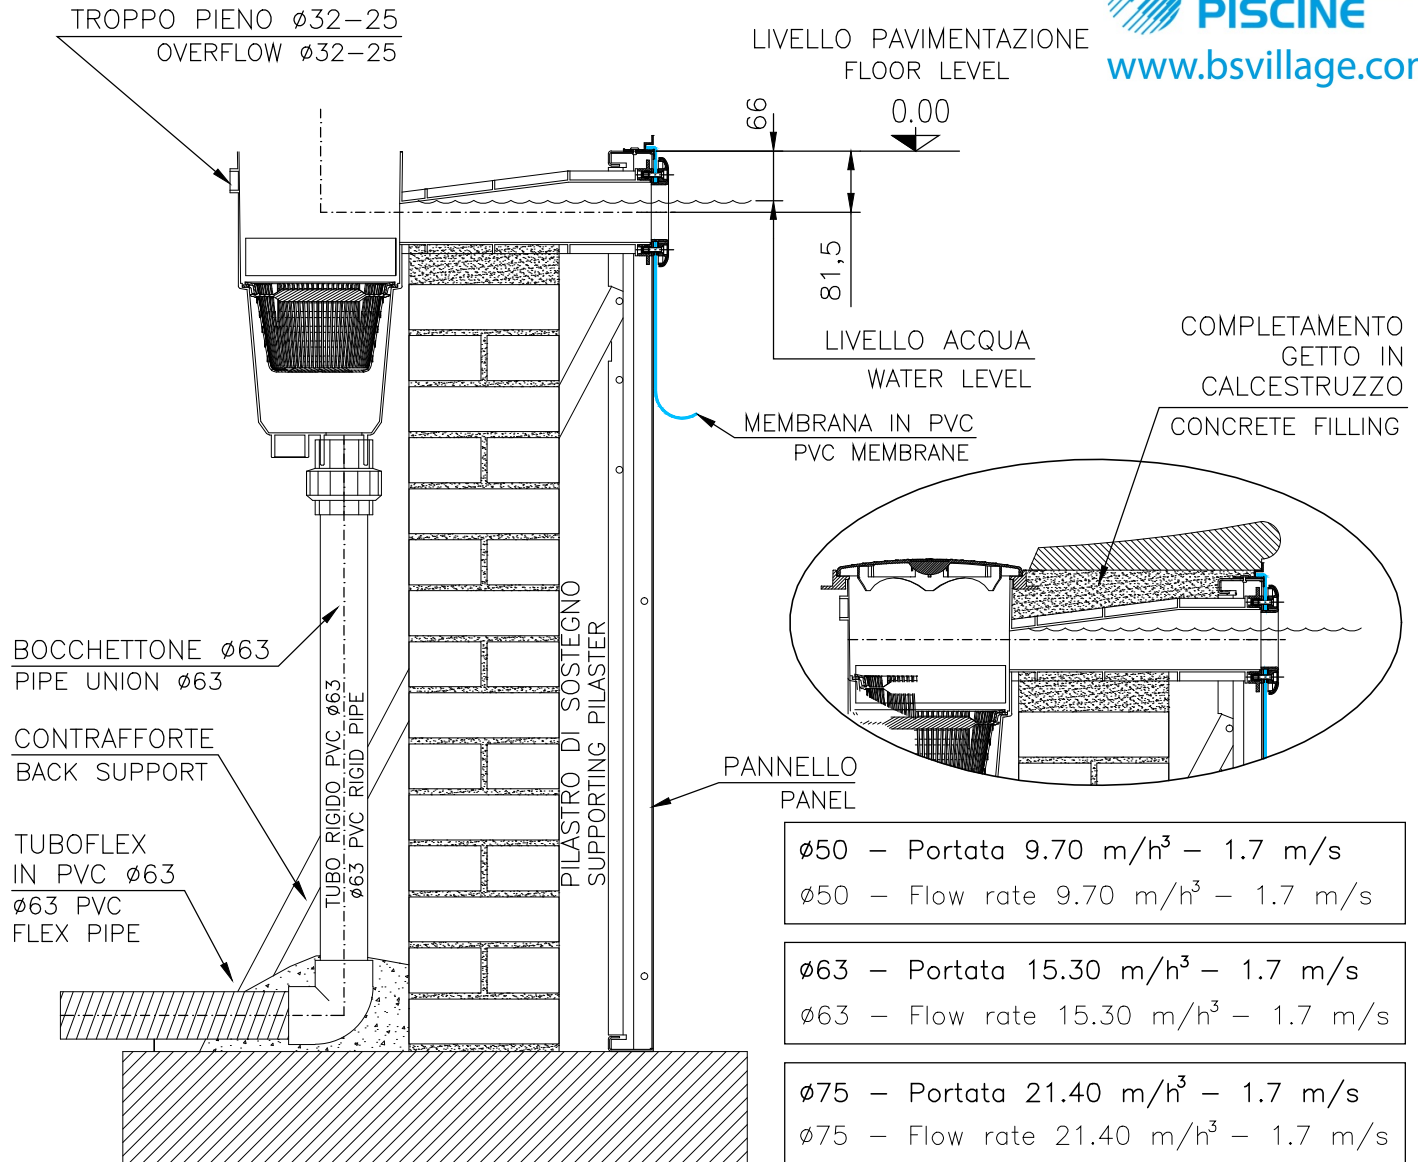 TROPPO PIENO ø32-25
OVERFLOW ø32-25
PISCINE
www.bsvillage.com
LIVELLO PAVIMENTAZIONE
FLOOR LEVEL
0.00
66
81,5
LIVELLO ACQUA
WATER LEVEL
MEMBRANA IN PVC
PVC MEMBRANE
COMPLETAMENTO
GETTO IN
CALCESTRUZZO
CONCRETE FILLING
BOCCHETTONE ø63
PIPE UNION ø63
CONTRAFFORTE
BACK SUPPORT
TUBOFLEX
IN PVC ø63
ø63 PVC
FLEX PIPE
TUBO RIGIDO PVC ø63
ø63 PVC RIGID PIPE
PILASTRO DI SOSTEGNO
SUPPORTING PILASTER
PANNELLO
PANEL
ø50 – Portata 9.70 m/h³ – 1.7 m/s
ø50 – Flow rate 9.70 m/h³ – 1.7 m/s
ø63 – Portata 15.30 m/h³ – 1.7 m/s
ø63 – Flow rate 15.30 m/h³ – 1.7 m/s
ø75 – Portata 21.40 m/h³ – 1.7 m/s
ø75 – Flow rate 21.40 m/h³ – 1.7 m/s